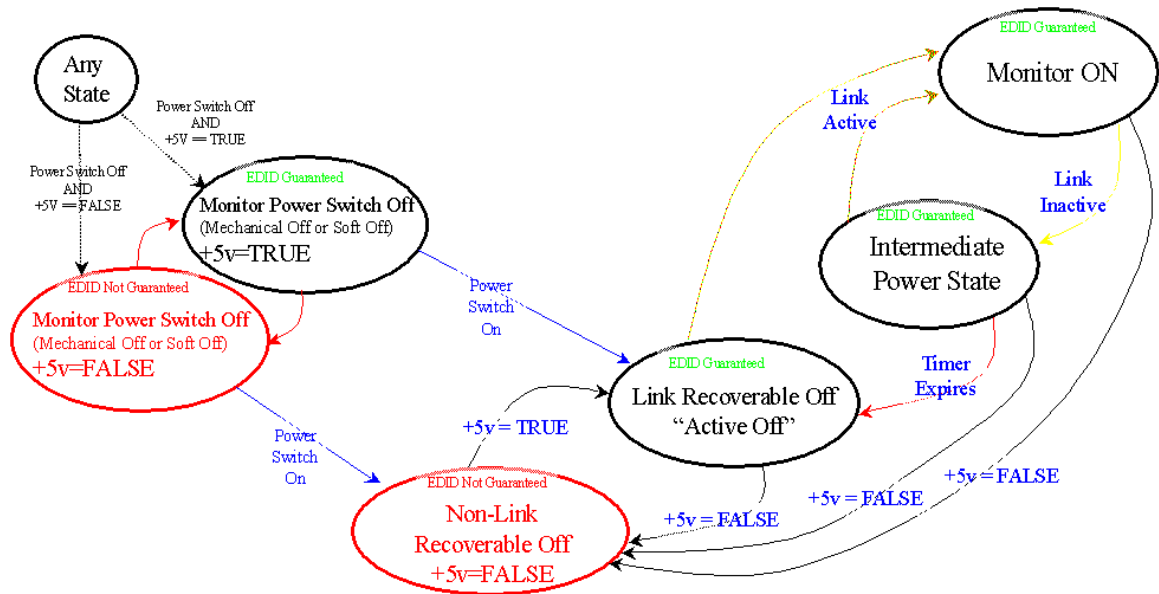 Any
State
Power Switch Off
AND
+5V == TRUE
Power Switch Off
AND
+5V == FALSE
EDID Guaranteed
Monitor Power Switch Off
(Mechanical Off or Soft Off)
+5v=TRUE
EDID Not Guaranteed
Monitor Power Switch Off
(Mechanical Off or Soft Off)
+5v=FALSE
Power
Switch
On
Power
Switch
On
EDID Guaranteed
Monitor ON
Link
Active
Link
Inactive
EDID Guaranteed
Intermediate
Power State
Timer
Expires
EDID Guaranteed
Link Recoverable Off
“Active Off”
+5v = TRUE
+5v = FALSE
+5v = FALSE
+5v = FALSE
EDID Not Guaranteed
Non-Link
Recoverable Off
+5v=FALSE